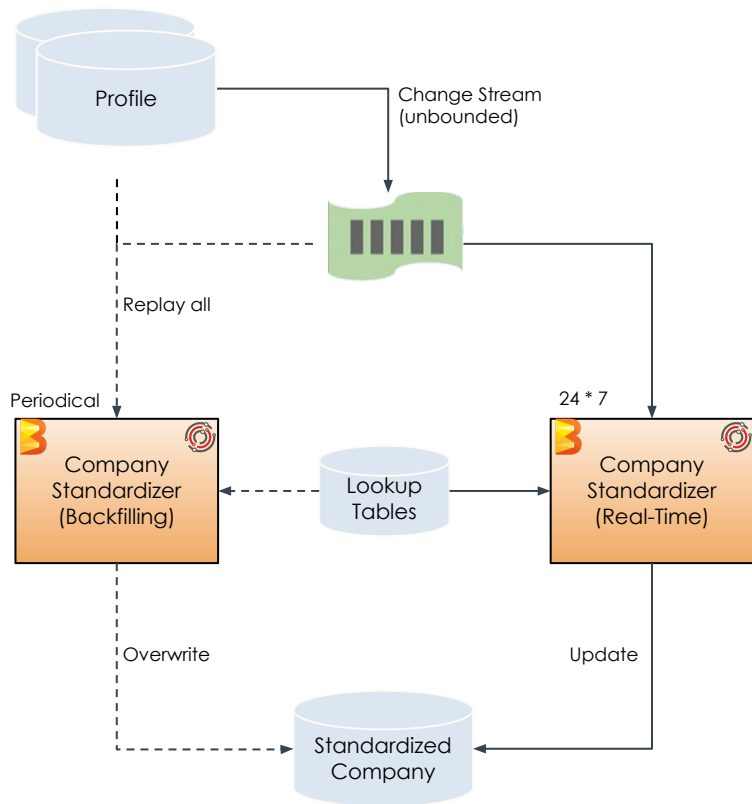 Profile
Change Stream
(unbounded)
Replay all
Periodical
24 * 7
Company
Standardizer
(Backfilling)
Lookup
Tables
Company
Standardizer
(Real-Time)
Overwrite
Update
Standardized
Company